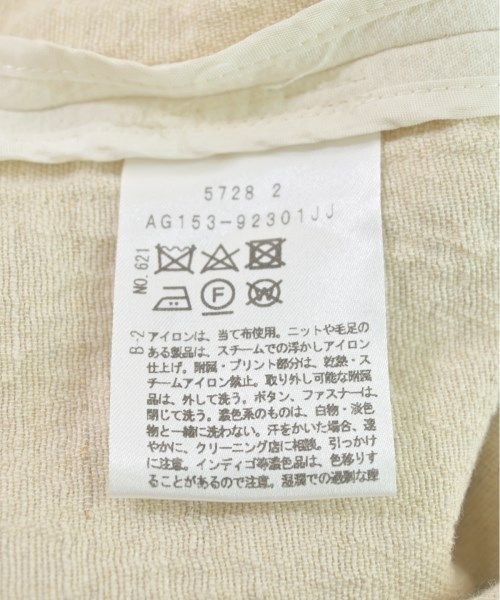 5728 2
AG153-92301JJ
NO.621
F
W
B-2
アイロンは、当て布使用。ニットや毛足の
ある製品は、スチームでの浮かしアイロン
仕上げ。附属・プリント部分は、乾熱・ス
チームアイロン禁止。取り外し可能な附属
品は、外して洗う。ボタン、ファスナーは、
閉じて洗う。濃色系のものは、白物・淡色
物と一緒に洗わない。汗をかいた場合、速
やかに、クリーニング店に相談。引っかけ
に注意。インディゴ等濃色品は、色移りす
ることがあるので注意。湿潤での過剰な摩